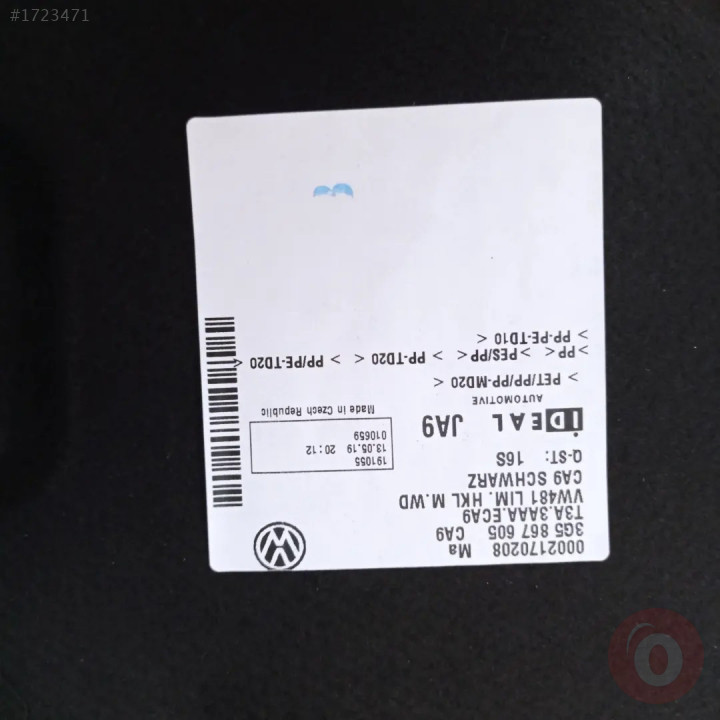 #1723471
0002170208 Ma
3G5 867 605 CA9
T3A.3AAA.ECA9
VW481 LIM. HKL M.WD
CA9 SCHWARZ
Q-ST: 16S
191055
13.05.19 20:12
010659
Made in Czech Republic
iDEAL JA9
AUTOMOTIVE
> PET/PP/PP-MD20 <
>PP< >PES/PP< > PP-TD20 < > PP/PE-TD20 <
> PP-PE-TD10 <